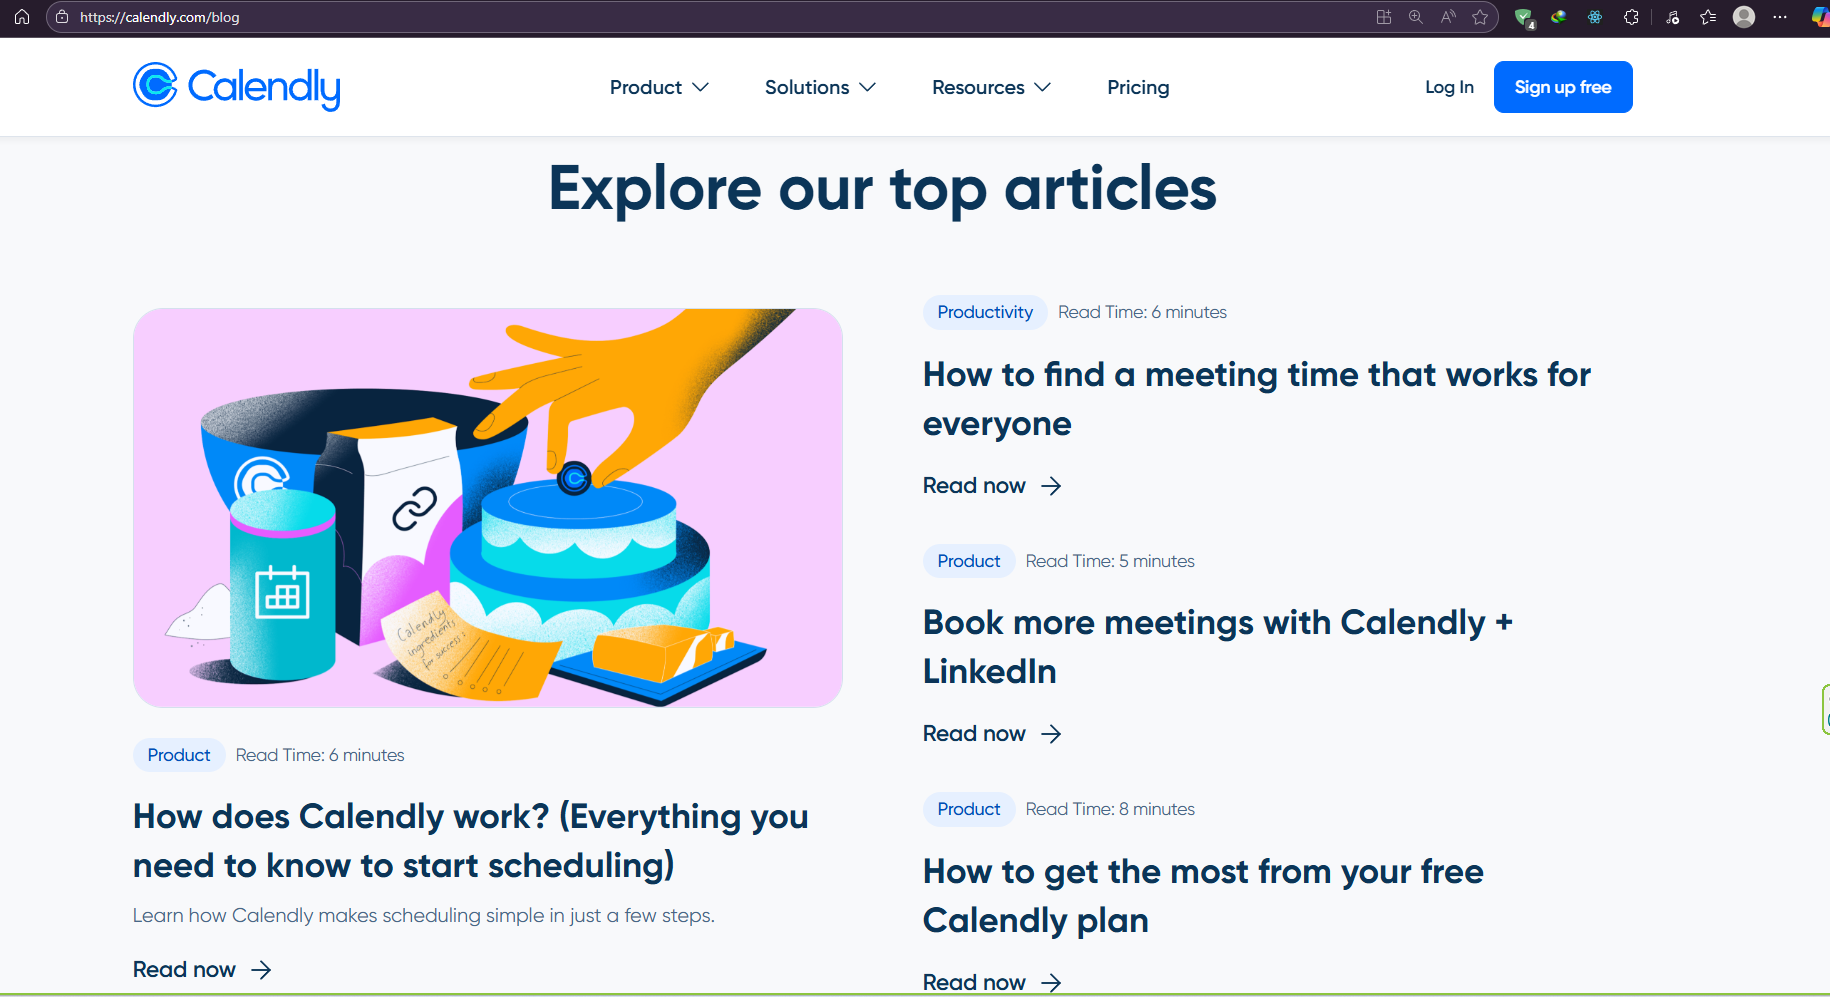 https://calendly.com/blog
4
Calendly
Product
Solutions
Resources
Pricing
Log In
Sign up free
Explore our top articles
Calendly
ingredients
for success:
Product
Read Time: 6 minutes
How does Calendly work? (Everything you
need to know to start scheduling)
Learn how Calendly makes scheduling simple in just a few steps.
Read now
Productivity
Read Time: 6 minutes
How to find a meeting time that works for
everyone
Read now
Product
Read Time: 5 minutes
Book more meetings with Calendly +
LinkedIn
Read now
Product
Read Time: 8 minutes
How to get the most from your free
Calendly plan
Read now